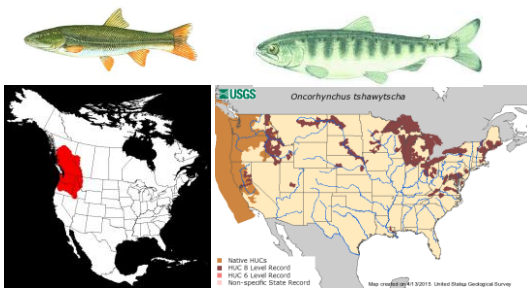 USGS
Oncorhynchus tshawytscha
Native HUCs
HUC 8 Level Record
HUC 6 Level Record
Non-specific State Record
Map created on 4/13/2015. United States Geological Survey